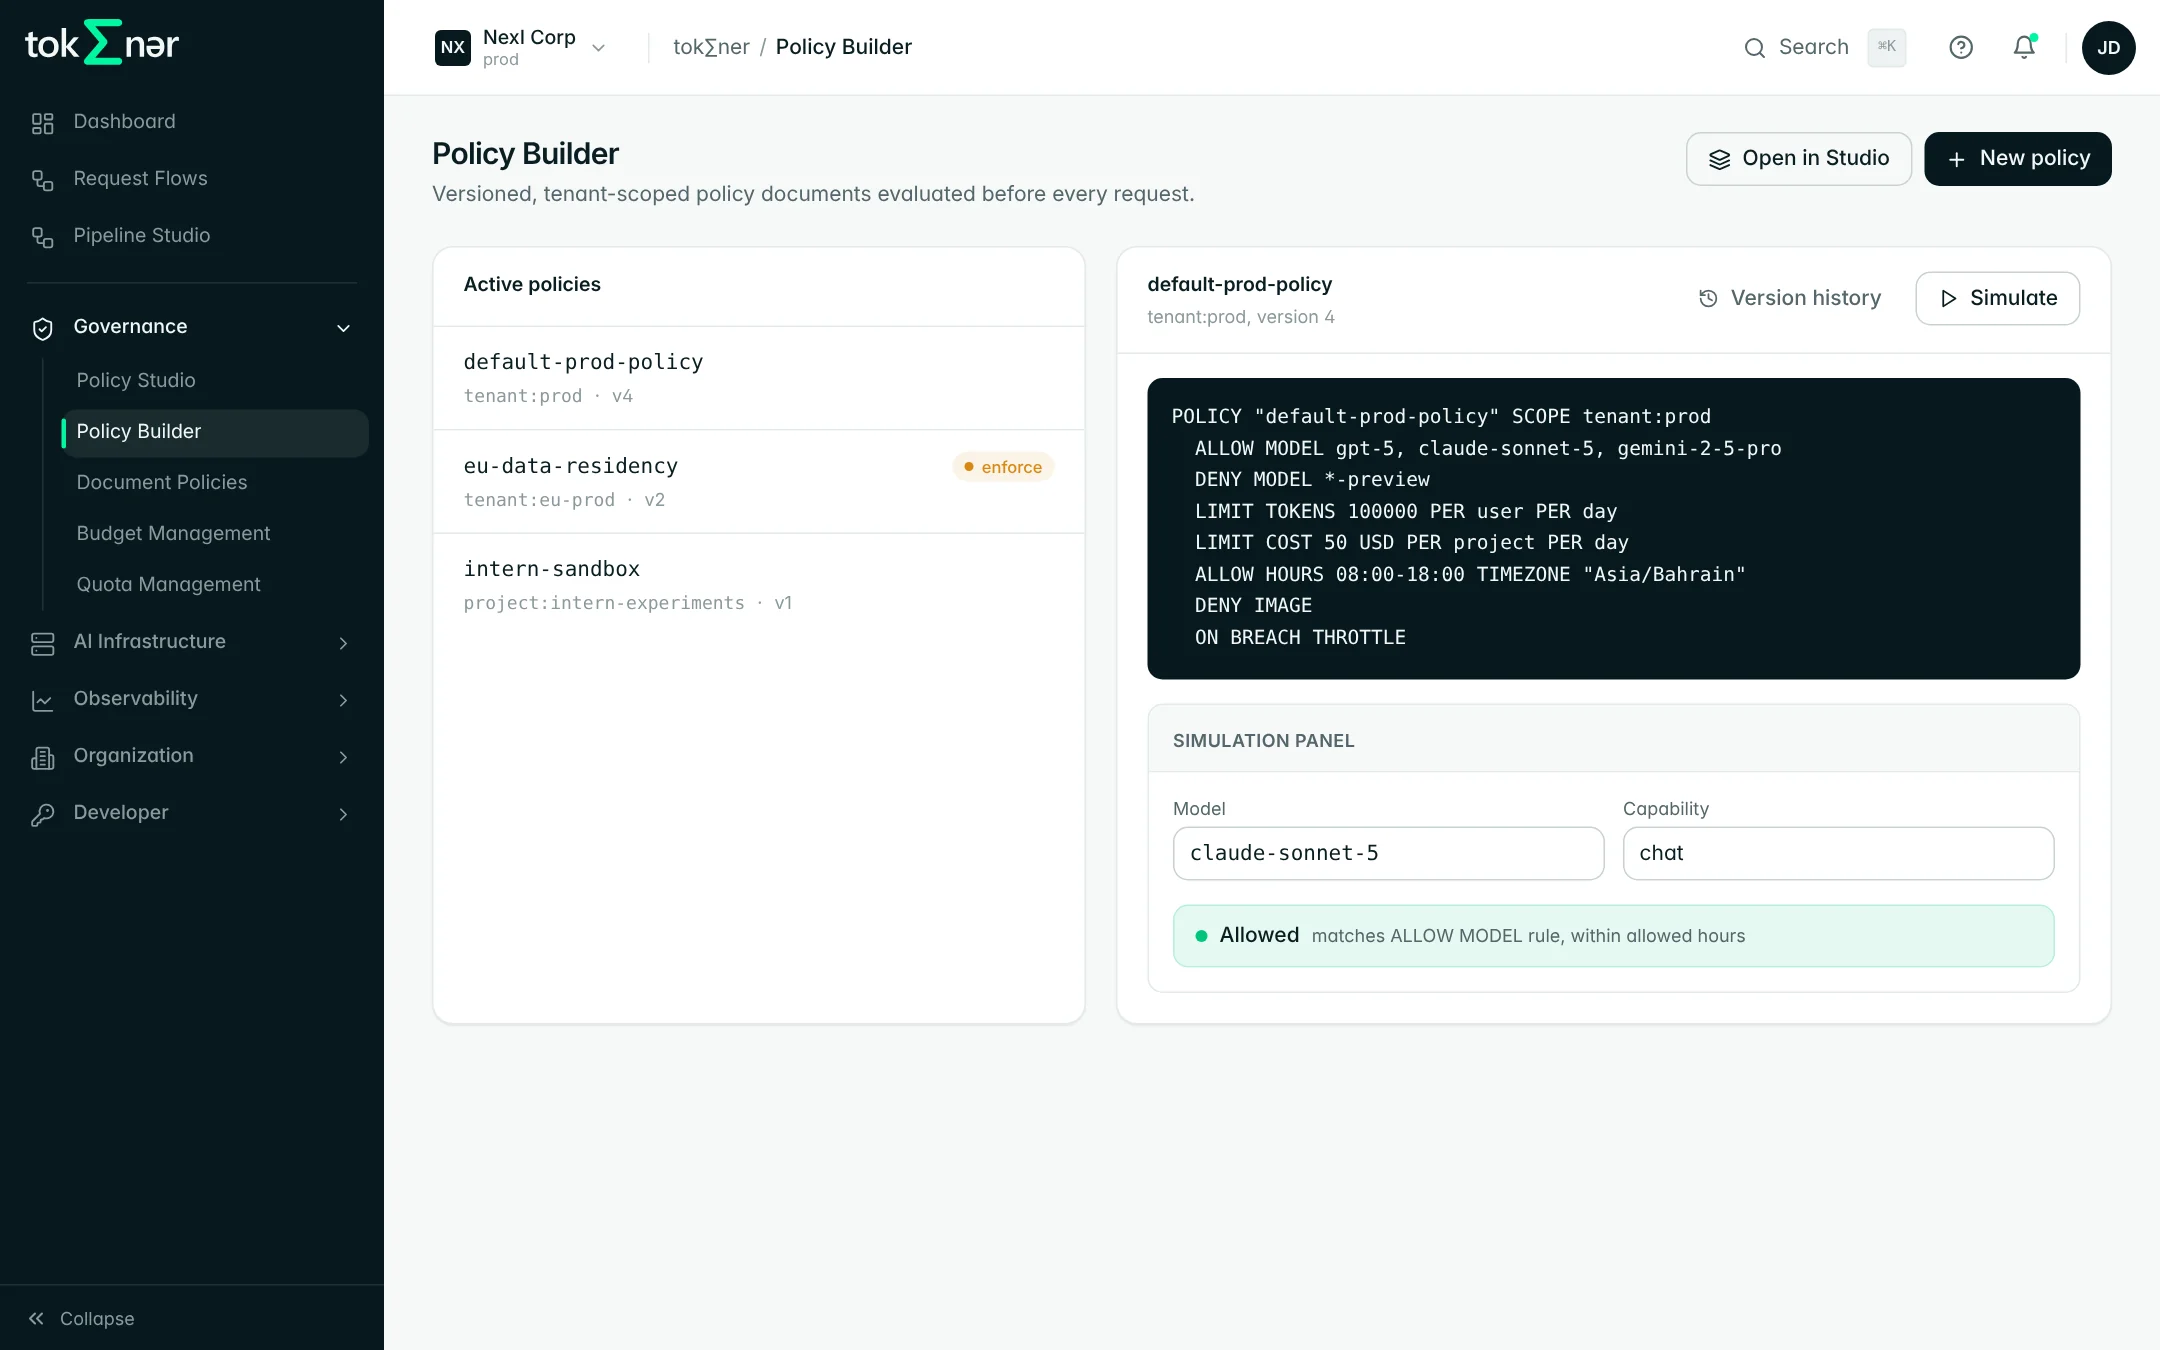 tok∑nər
Dashboard
Request Flows
Pipeline Studio
Governance
Policy Studio
Policy Builder
Document Policies
Budget Management
Quota Management
AI Infrastructure
Observability
Organization
Developer
Collapse
NX
Nexl Corp
prod
tok∑ner / Policy Builder
Search
⌘K
JD
Policy Builder
Versioned, tenant-scoped policy documents evaluated before every request.
Open in Studio
New policy
Active policies
default-prod-policy
tenant:prod · v4
eu-data-residency
enforce
tenant:eu-prod · v2
intern-sandbox
project:intern-experiments · v1
default-prod-policy
tenant:prod, version 4
Version history
Simulate
POLICY "default-prod-policy" SCOPE tenant:prod
ALLOW MODEL gpt-5, claude-sonnet-5, gemini-2-5-pro
DENY MODEL *-preview
LIMIT TOKENS 100000 PER user PER day
LIMIT COST 50 USD PER project PER day
ALLOW HOURS 08:00-18:00 TIMEZONE "Asia/Bahrain"
DENY IMAGE
ON BREACH THROTTLE
SIMULATION PANEL
Model
Capability
claude-sonnet-5
chat
Allowed matches ALLOW MODEL rule, within allowed hours